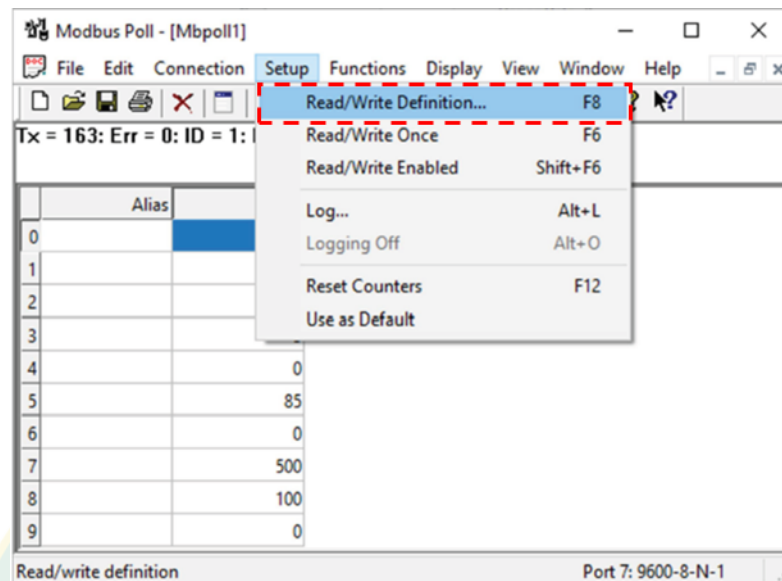 Modbus Poll - [Mbpoll1]
File Edit Connection Setup Functions Display View Window Help
Read/Write Definition... F8
Tx = 163: Err = 0: ID = 1:
Read/Write Once F6
Read/Write Enabled Shift+F6
Alias
Log... Alt+L
0
Logging Off Alt+O
1
Reset Counters F12
2
Use as Default
3
4 0
5 85
6 0
7 500
8 100
9 0
Read/write definition Port 7: 9600-8-N-1